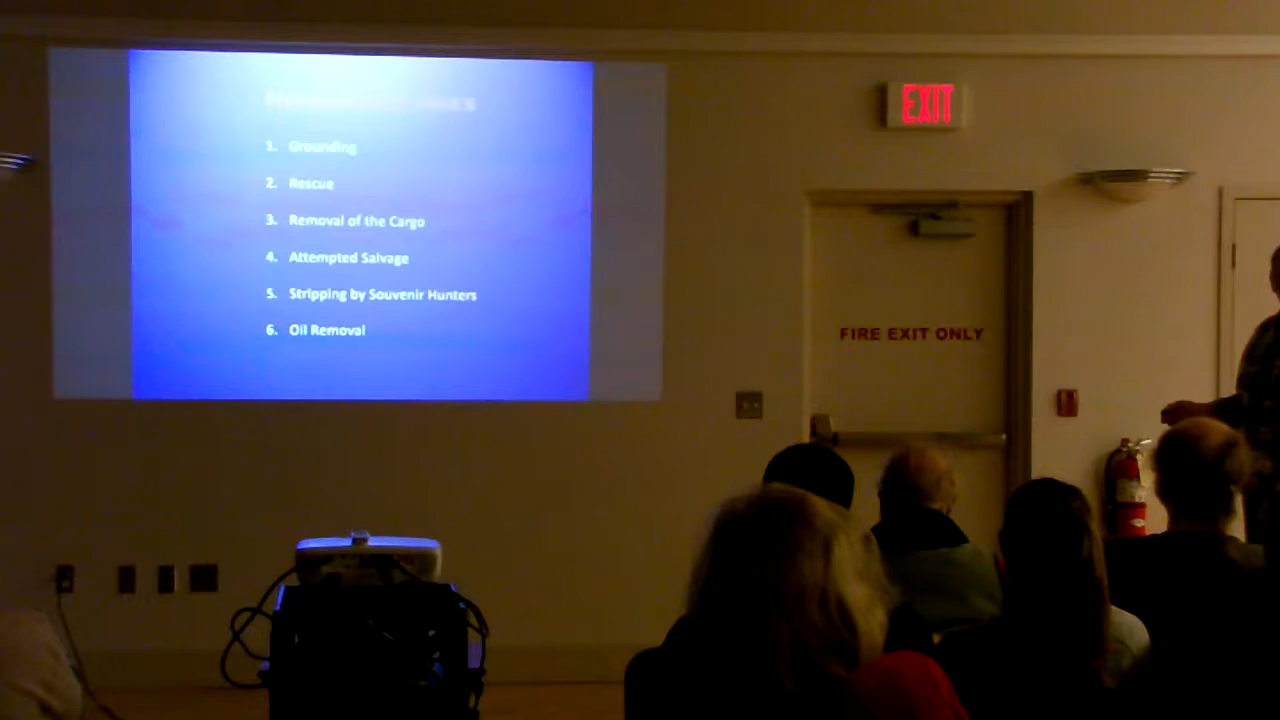 1. Grounding
2. Rescue
3. Removal of the Cargo
4. Attempted Salvage
5. Stripping by Souvenir Hunters
6. Oil Removal
EXIT
FIRE EXIT ONLY